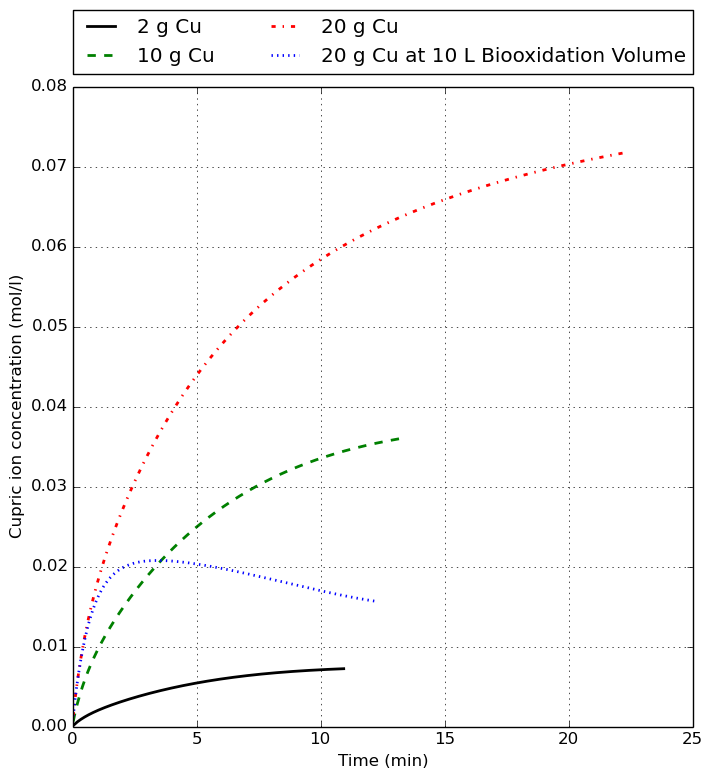 2 g Cu
20 g Cu
10 g Cu
20 g Cu at 10 L Biooxidation Volume
0.08
0.07
0.06
0.05
0.04
0.03
0.02
0.01
0.00
Cupric ion concentration (mol/l)
0
5
10
15
20
25
Time (min)